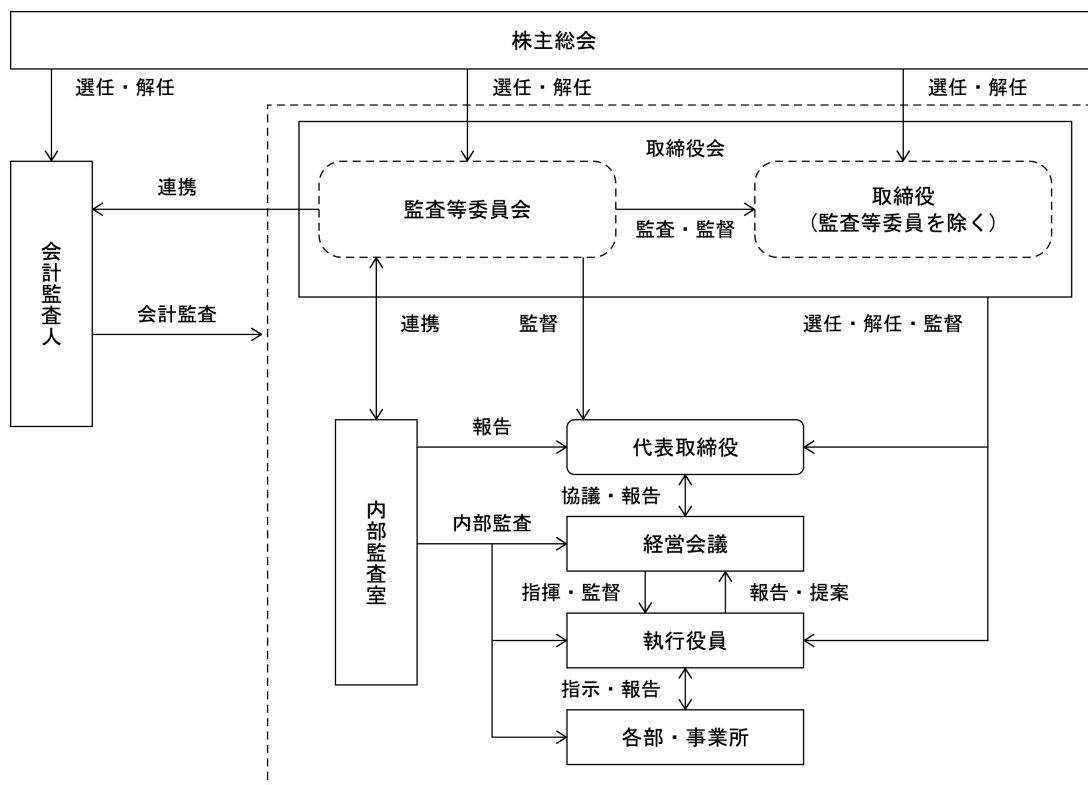 株主総会
選任・解任
選任・解任
選任・解任
取締役会
監査等委員会
取締役
（監査等委員を除く）
連携
監査・監督
会計監査人
会計監査
連携
監督
選任・解任・監督
報告
代表取締役
協議・報告
内部監査室
内部監査
経営会議
指揮・監督
報告・提案
執行役員
指示・報告
各部・事業所